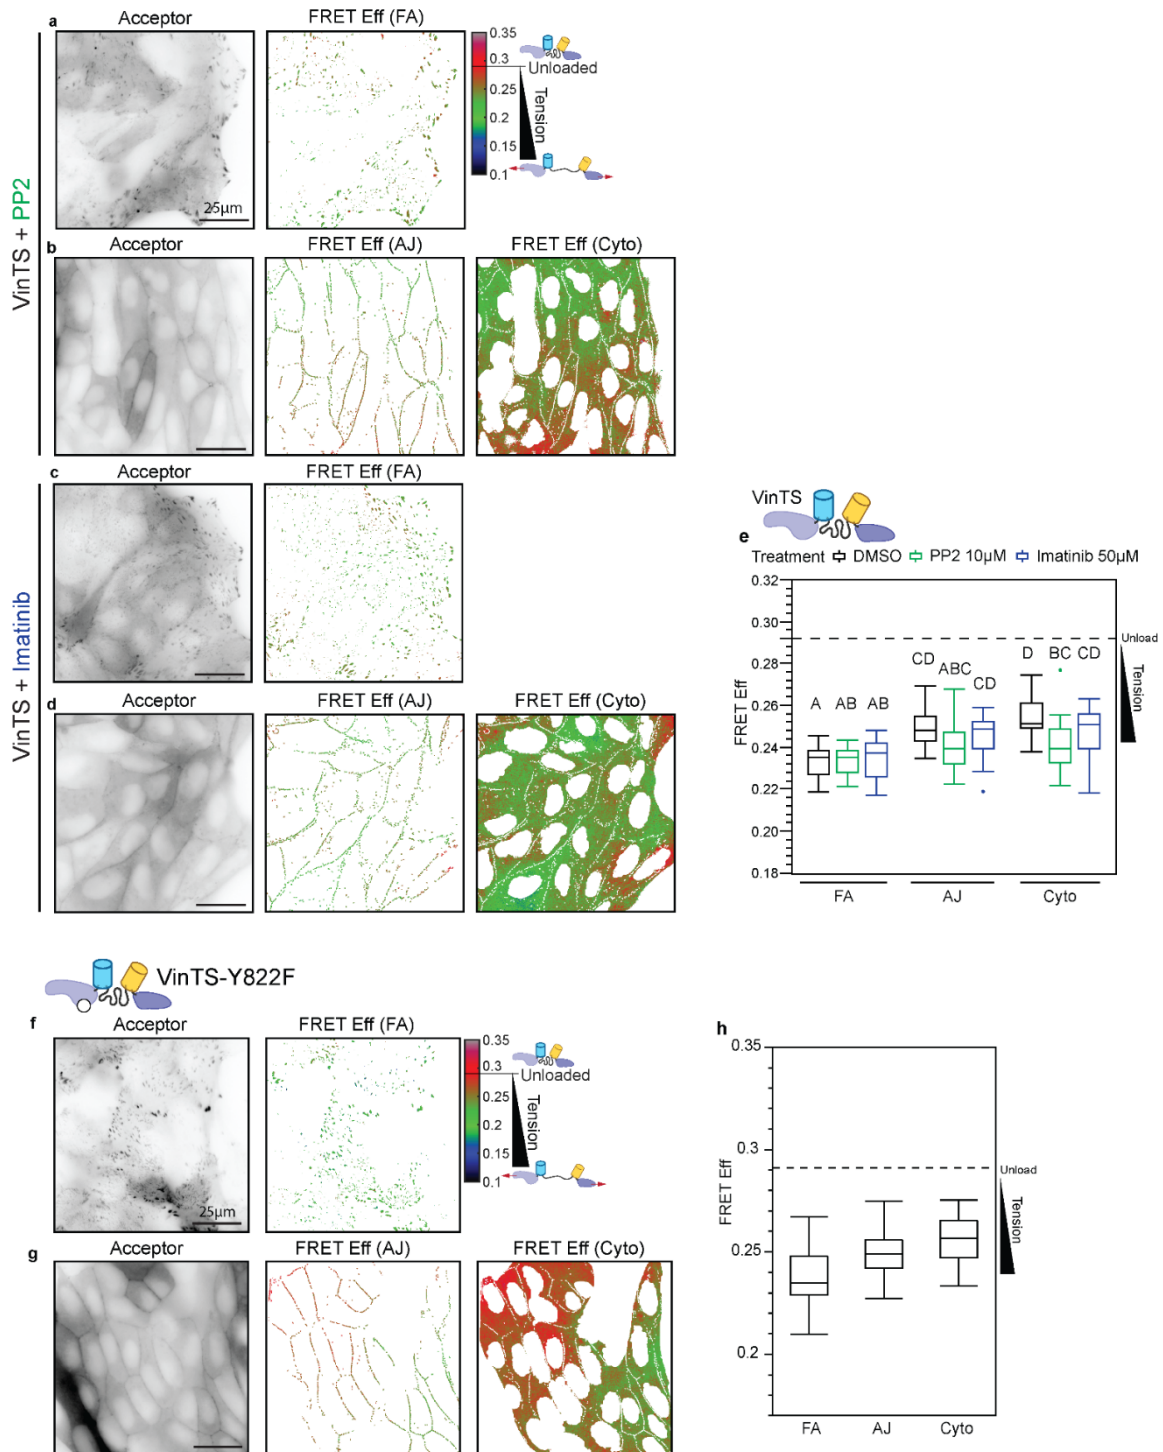 a
Acceptor
FRET Eff (FA)
25µm
0.35
0.3
0.25
0.2
0.15
0.1
Unloaded
Tension
VinTS + PP2
b
Acceptor
FRET Eff (AJ)
FRET Eff (Cyto)
c
Acceptor
FRET Eff (FA)
VinTS + Imatinib
d
Acceptor
FRET Eff (AJ)
FRET Eff (Cyto)
VinTS
e
Treatment DMSO PP2 10µM Imatinib 50µM
0.32
0.30
0.28
0.26
0.24
0.22
0.20
0.18
FRET Eff
Unload
Tension
A AB AB
CD ABC CD
D BC CD
FA AJ Cyto
VinTS-Y822F
f
Acceptor
FRET Eff (FA)
25µm
0.35
0.3
0.25
0.2
0.15
0.1
Unloaded
Tension
g
Acceptor
FRET Eff (AJ)
FRET Eff (Cyto)
h
0.35
0.3
0.25
0.2
FRET Eff
Unload
Tension
FA AJ Cyto